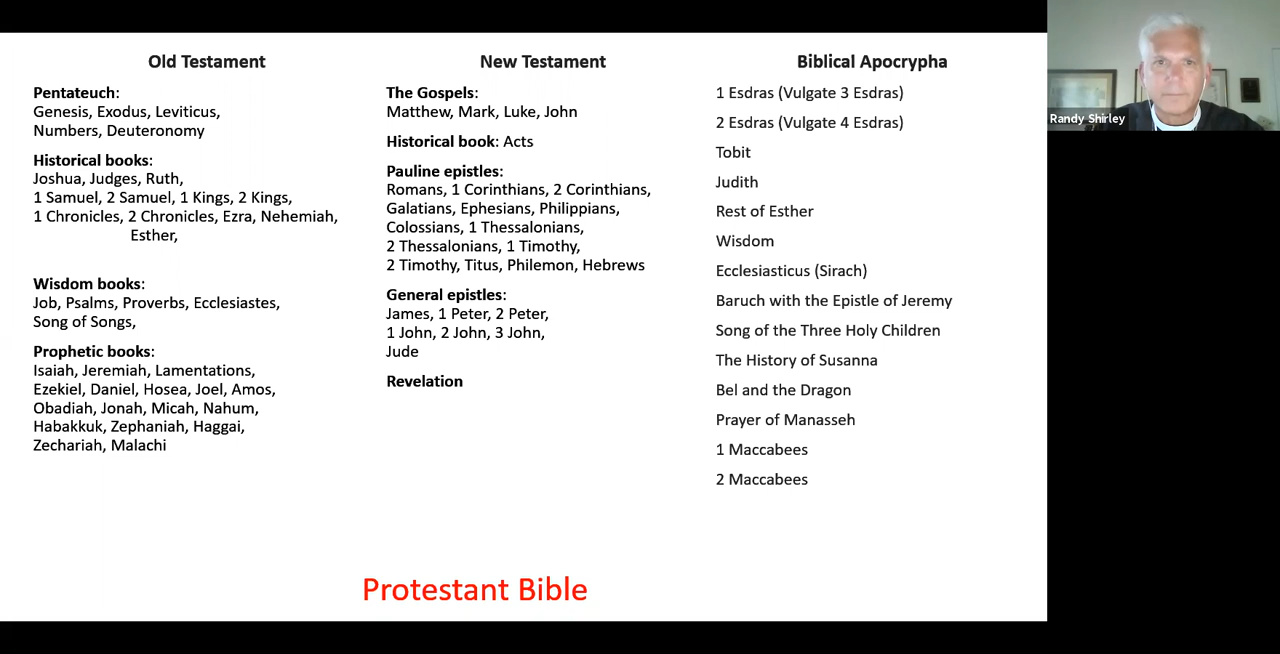 Old Testament
Pentateuch:
Genesis, Exodus, Leviticus,
Numbers, Deuteronomy
Historical books:
Joshua, Judges, Ruth,
1 Samuel, 2 Samuel, 1 Kings, 2 Kings,
1 Chronicles, 2 Chronicles, Ezra, Nehemiah,
Esther,
Wisdom books:
Job, Psalms, Proverbs, Ecclesiastes,
Song of Songs,
Prophetic books:
Isaiah, Jeremiah, Lamentations,
Ezekiel, Daniel, Hosea, Joel, Amos,
Obadiah, Jonah, Micah, Nahum,
Habakkuk, Zephaniah, Haggai,
Zechariah, Malachi
New Testament
The Gospels:
Matthew, Mark, Luke, John
Historical book: Acts
Pauline epistles:
Romans, 1 Corinthians, 2 Corinthians,
Galatians, Ephesians, Philippians,
Colossians, 1 Thessalonians,
2 Thessalonians, 1 Timothy,
2 Timothy, Titus, Philemon, Hebrews
General epistles:
James, 1 Peter, 2 Peter,
1 John, 2 John, 3 John,
Jude
Revelation
Biblical Apocrypha
1 Esdras (Vulgate 3 Esdras)
2 Esdras (Vulgate 4 Esdras)
Tobit
Judith
Rest of Esther
Wisdom
Ecclesiasticus (Sirach)
Baruch with the Epistle of Jeremy
Song of the Three Holy Children
The History of Susanna
Bel and the Dragon
Prayer of Manasseh
1 Maccabees
2 Maccabees
Protestant Bible
Randy Shirley